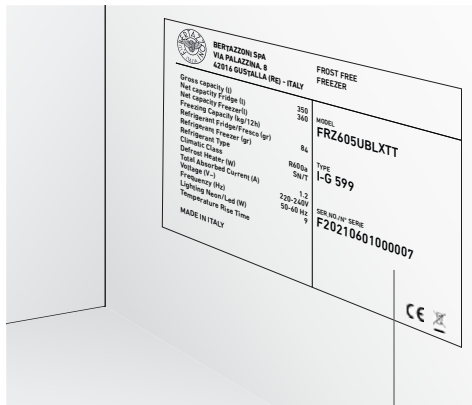 BERTAZZONI
BERTAZZONI SPA
VIA PALAZZINA, 8
42016 GUSTALLA (RE) - ITALY
FROST FREE
FREEZER
Gross capacity (l) 350
Net capacity Fridge (l) 360
Net capacity Freezer(l)
Freezing Capacity (kg/12h)
Refrigerant Fridge/Fresco (gr)
Refrigerant Freezer (gr) 84
Refrigerant Type R600a
Climatic Class SN/T
Defrost Heater (W)
Total Absorbed Current (A) 1.2
Voltage (V~) 220-240V
Frequency (Hz) 50-60 Hz
Lighting Neon/Led (W) 9
Temperature Rise Time
MADE IN ITALY
MODEL
FRZ605UBLXTT
TYPE
I-G 599
SER.NO./N° SERIE
F20210601000007
CE